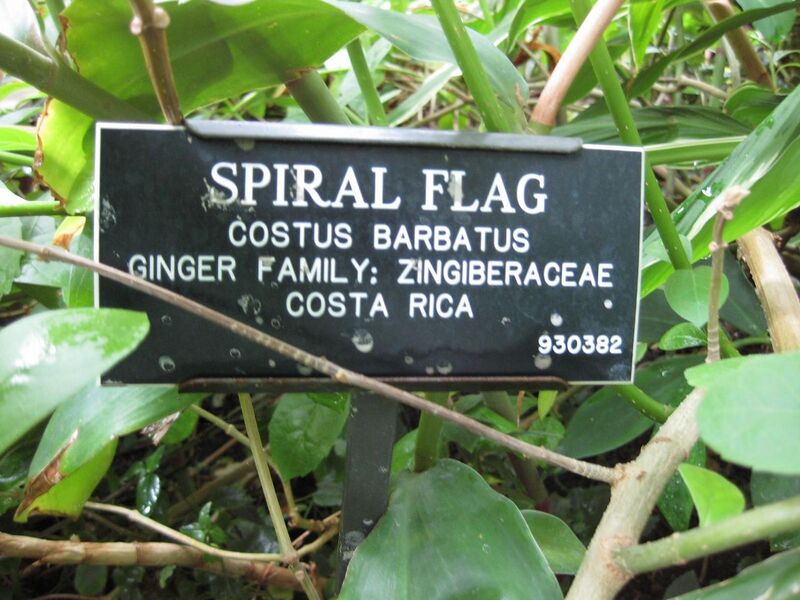 SPIRAL FLAG
COSTUS BARBATUS
GINGER FAMILY: ZINGIBERACEAE
COSTA RICA
930382